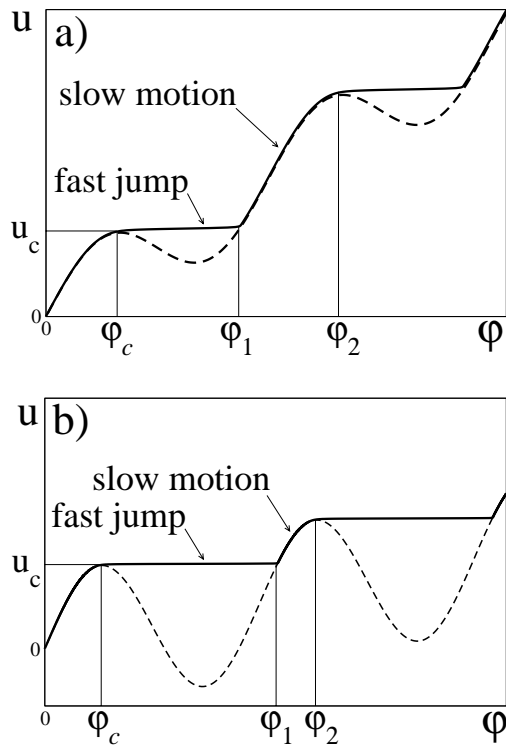 u a)
slow motion
fast jump
u_c
0
0 φ_c φ_1 φ_2 φ
u b)
slow motion
fast jump
u_c
0
0 φ_c φ_1 φ_2 φ